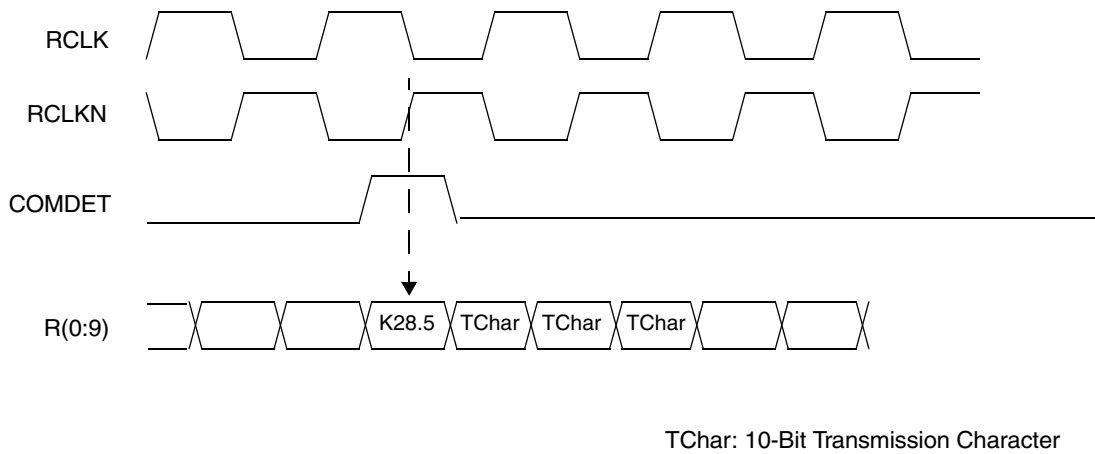 RCLK
RCLKN
COMDET
R(0:9) K28.5 TChar TChar TChar
TChar: 10-Bit Transmission Character